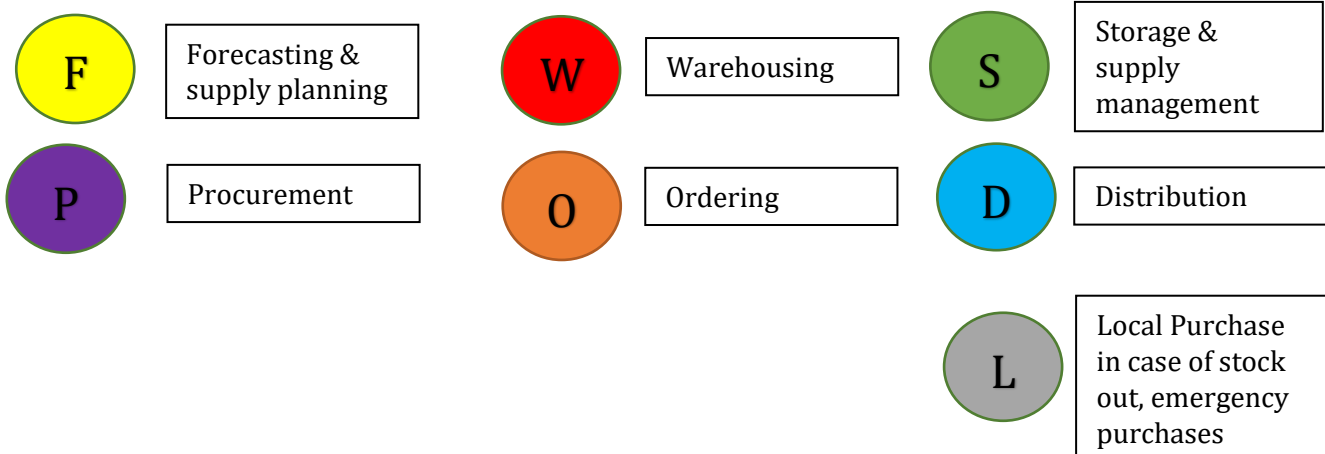 F
Forecasting &
supply planning
W
Warehousing
S
Storage &
supply
management
P
Procurement
O
Ordering
D
Distribution
L
Local Purchase
in case of stock
out, emergency
purchases